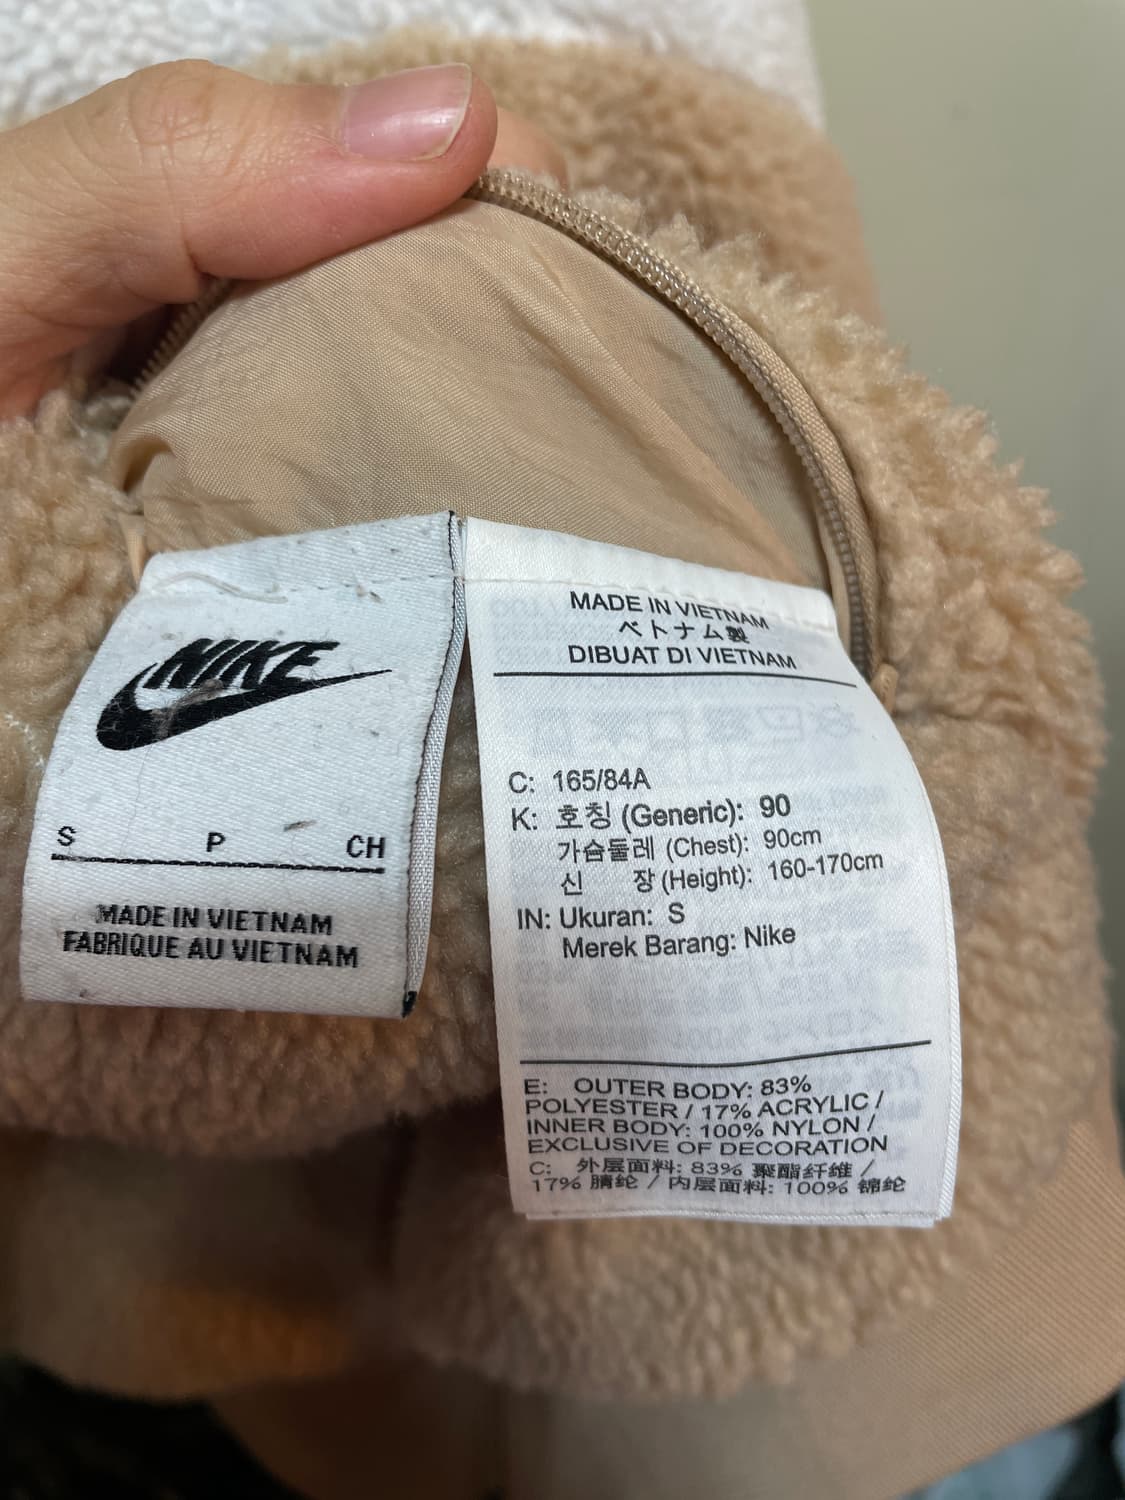 NIKE
S P CH
MADE IN VIETNAM
FABRIQUE AU VIETNAM
MADE IN VIETNAM
ベトナム製
DIBUAT DI VIETNAM
C: 165/84A
K: 호칭 (Generic): 90
가슴둘레 (Chest): 90cm
신 장 (Height): 160-170cm
IN: Ukuran: S
Merek Barang: Nike
E: OUTER BODY: 83%
POLYESTER / 17% ACRYLIC /
INNER BODY: 100% NYLON /
EXCLUSIVE OF DECORATION
C: 外层面料: 83% 聚酯纤维 /
17% 腈纶 / 内层面料: 100% 锦纶